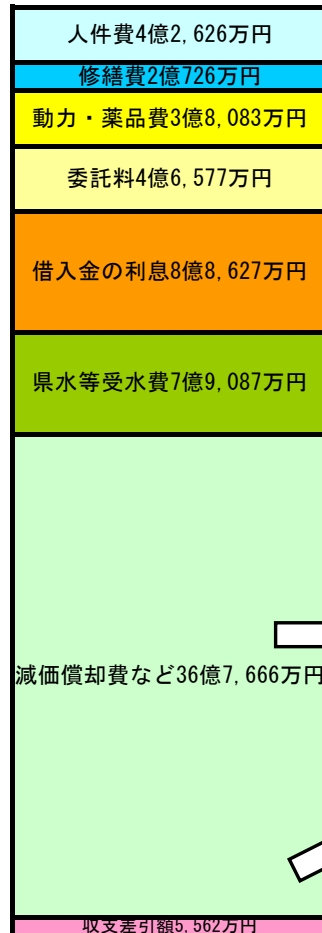 人件費4億2,626万円
修繕費2億726万円
動力・薬品費3億8,083万円
委託料4億6,577万円
借入金の利息8億8,627万円
県水等受水費7億9,087万円
減価償却費など36億7,666万円
収支差引額5,562万円